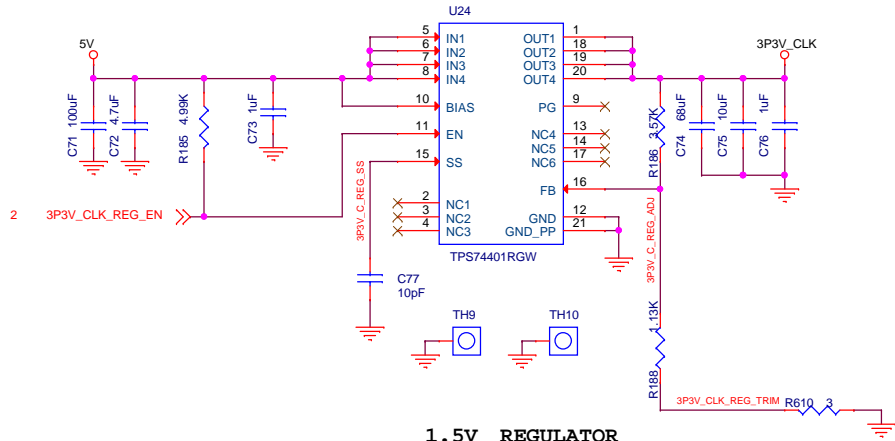 U24
5V
3P3V_CLK
5 IN1 OUT1 1
6 IN2 OUT2 18
7 IN3 OUT3 19
8 IN4 OUT4 20
10 BIAS PG 9
11 EN NC4 13
NC5 14
15 SS NC6 17
FB 16
2 NC1
3 NC2 GND 12
4 NC3 GND_PP 21
TPS74401RGW
C71 100uF
C72 4.7uF
R185 4.99K
C73 1uF
R186 3.57K
C74 68uF
C75 10uF
C76 1uF
2 3P3V_CLK_REG_EN
3P3V_C_REG_SS
3P3V_C_REG_ADJ
C77
10pF
TH9
TH10
R188 1.13K
3P3V_CLK_REG_TRIM
R610 3
1.5V REGULATOR